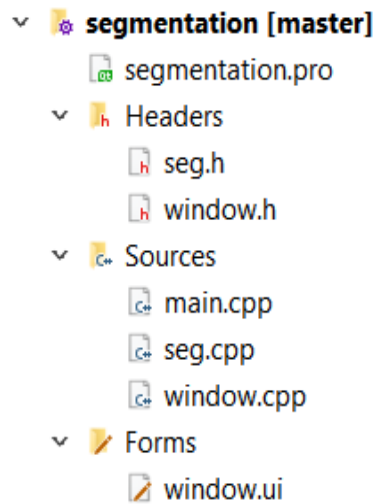 segmentation [master]
segmentation.pro
Headers
seg.h
window.h
Sources
main.cpp
seg.cpp
window.cpp
Forms
window.ui